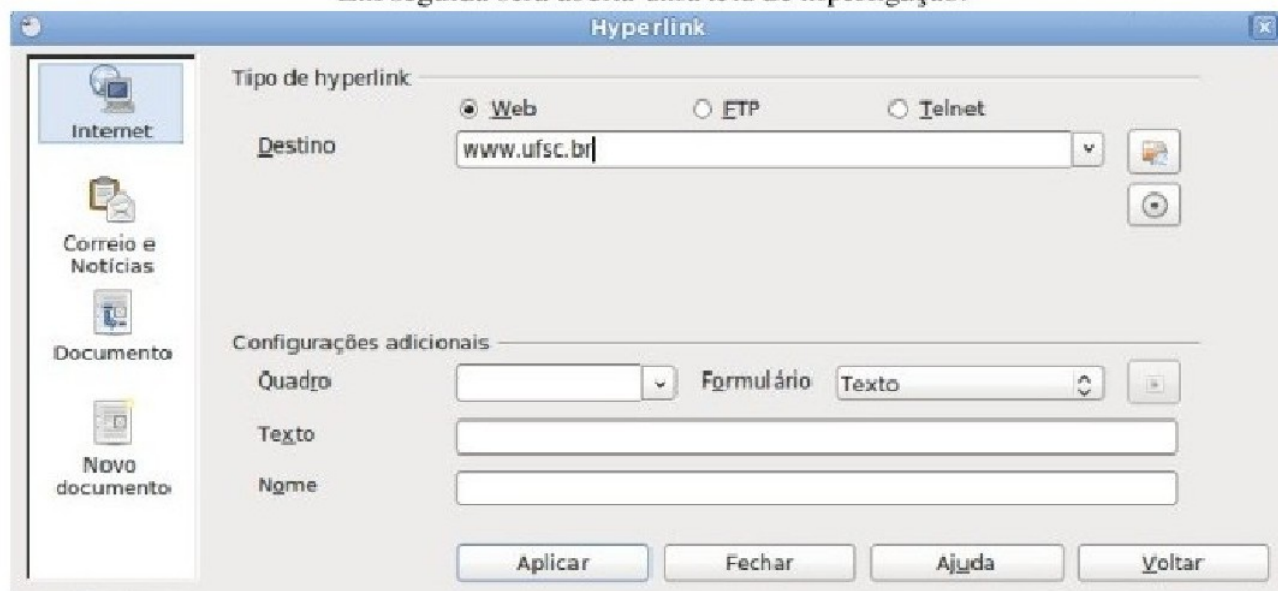 Hyperlink
Internet
Correio e
Notícias
Documento
Novo
documento
Tipo de hyperlink
Web FTP Telnet
Destino www.ufsc.br
Configurações adicionais
Quadro Formulário Texto
Texto
Nome
Aplicar Fechar Ajuda Voltar